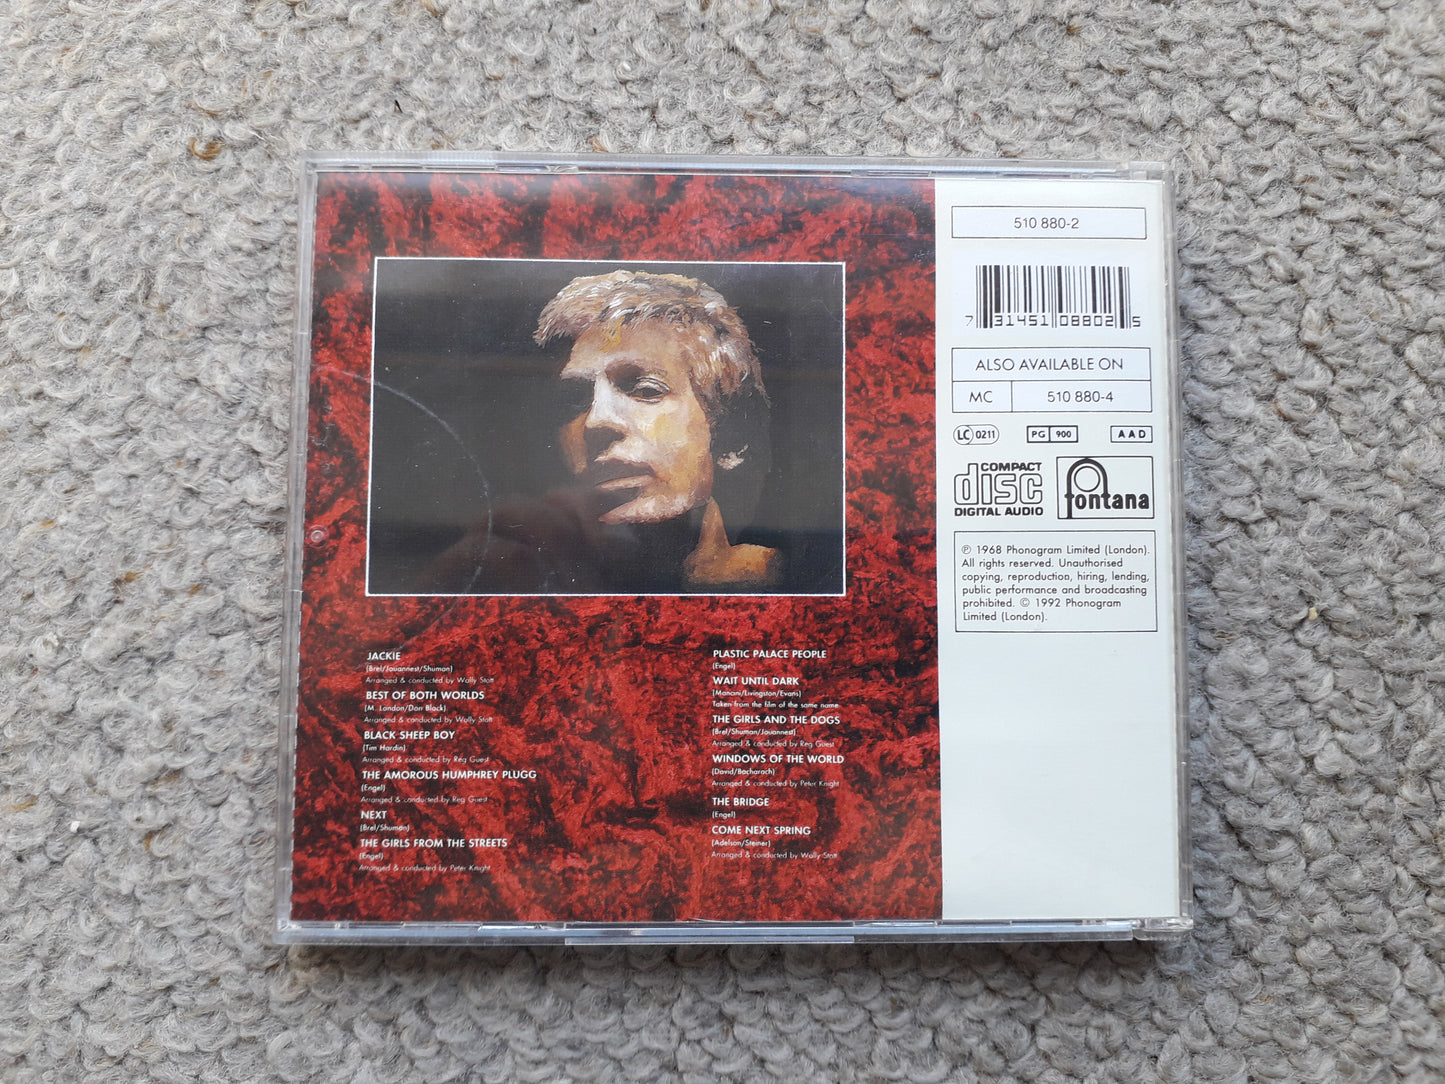 JACKIE
(Brel/Jouannest/Shuman)
Arranged & conducted by Wally Stott
BEST OF BOTH WORLDS
(M. London/Don Black)
Arranged & conducted by Wally Stott
BLACK SHEEP BOY
(Tim Hardin)
Arranged & conducted by Reg Guest
THE AMOROUS HUMPHREY PLUGG
(Engel)
Arranged & conducted by Reg Guest
NEXT
(Brel/Shuman)
THE GIRLS FROM THE STREETS
(Engel)
Arranged & conducted by Peter Knight
PLASTIC PALACE PEOPLE
(Engel)
WAIT UNTIL DARK
(Mancini/Livingston/Evans)
Taken from the film of the same name
THE GIRLS AND THE DOGS
(Brel/Shuman/Jouannest)
Arranged & conducted by Reg Guest
WINDOWS OF THE WORLD
(David/Bacharach)
Arranged & conducted by Peter Knight
THE BRIDGE
(Engel)
COME NEXT SPRING
(Adelson/Steiner)
Arranged & conducted by Wally Stott
510 880-2
7 31451 08802 5
ALSO AVAILABLE ON
MC 510 880-4
LC 0211 PG 900 AAD
COMPACT
disc
DIGITAL AUDIO
fontana
℗ 1968 Phonogram Limited (London).
All rights reserved. Unauthorised
copying, reproduction, hiring, lending,
public performance and broadcasting
prohibited. © 1992 Phonogram
Limited (London).